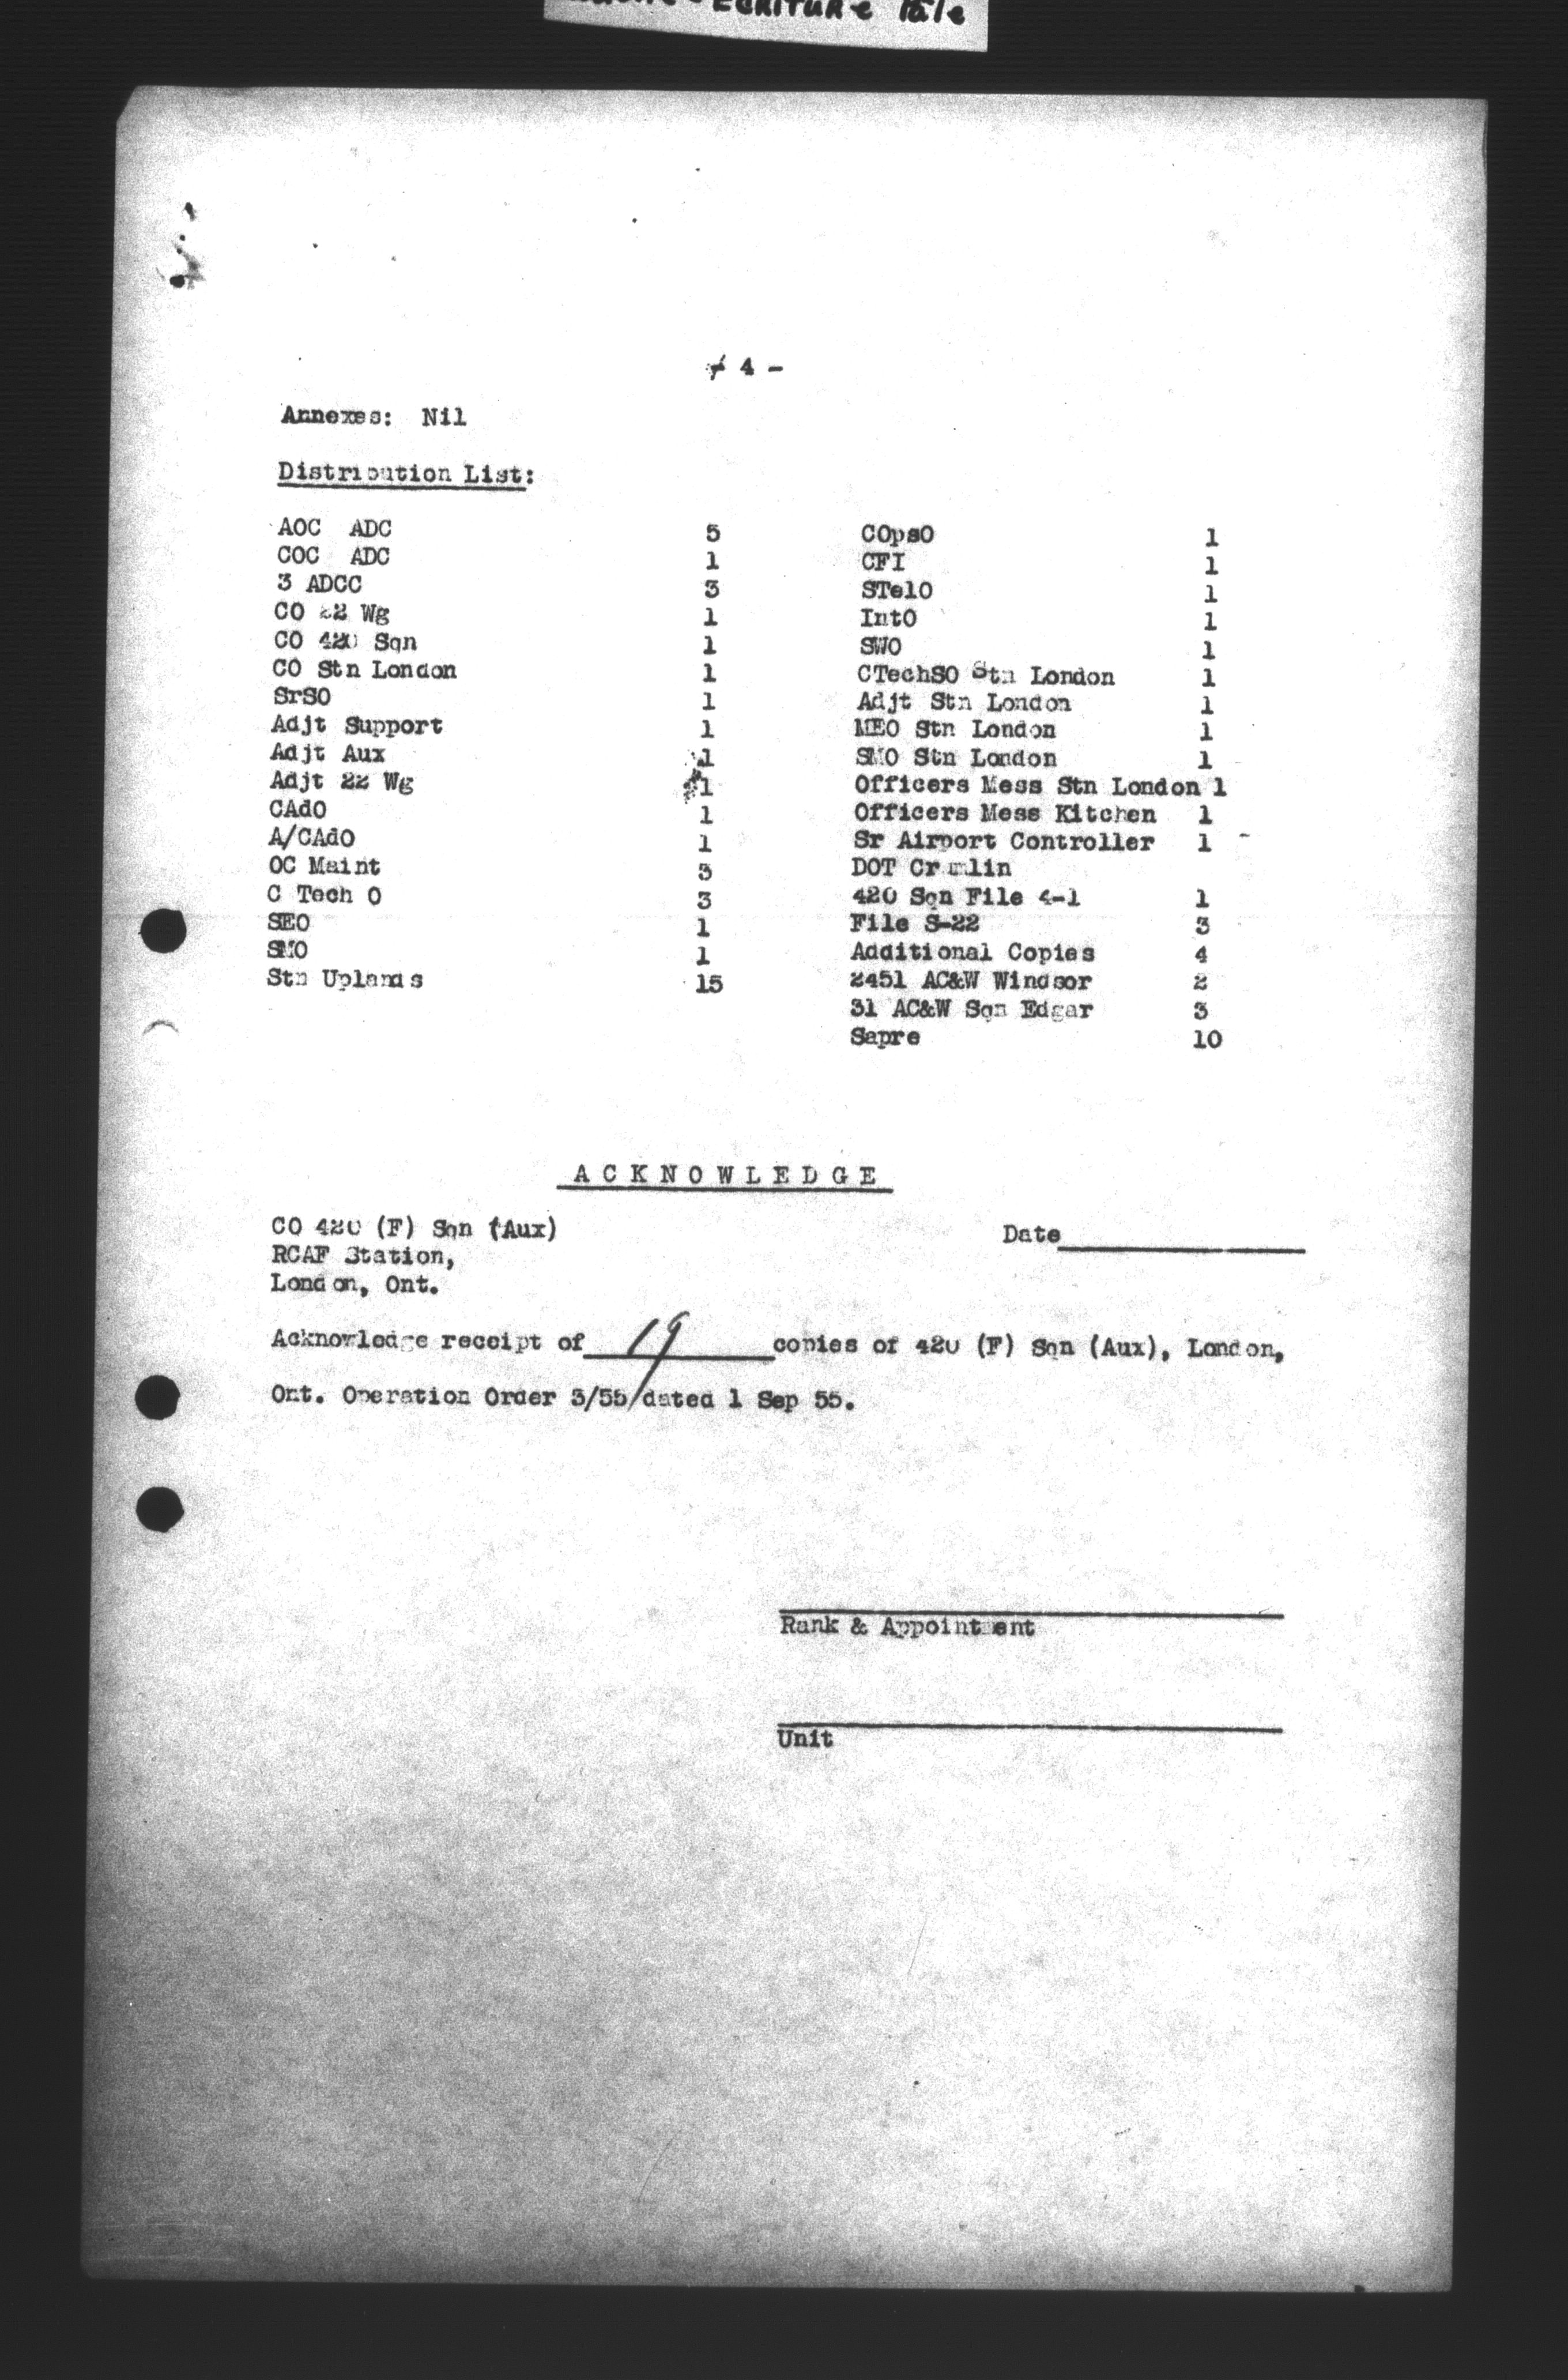 ECRITURE Pâle
- 4 -
Annexes: Nil
Distribution List:
AOC ADC 5
COC ADC 1
3 ADCC 3
CO 22 Wg 1
CO 420 Sqn 1
CO Stn London 1
SrSO 1
Adjt Support 1
Adjt Aux 1
Adjt 22 Wg 1
CAdO 1
A/CAdO 1
OC Maint 3
C Tech O 3
SEO 1
SMO 1
Stn Uplands 15
COpsO 1
CFI 1
STelO 1
IntO 1
SWO 1
CTechSO Stn London 1
Adjt Stn London 1
MEO Stn London 1
SMO Stn London 1
Officers Mess Stn London 1
Officers Mess Kitchen 1
Sr Airport Controller 1 -
DOT Crumlin
420 Sqn File 4-1 1
File S-22 3
Additional Copies 4
2451 AC&W Windsor 2
31 AC&W Sqn Edgar 3
Sapre 10
ACKNOWLEDGE
CO 420 (F) Sqn (Aux)
Date
RCAF Station,
London, Ont.
Acknowledge receipt of 19 copies of 420 (F) Sqn (Aux), London,
Ont. Operation Order 3/55 dated 1 Sep 55.
Rank & Appointment
Unit